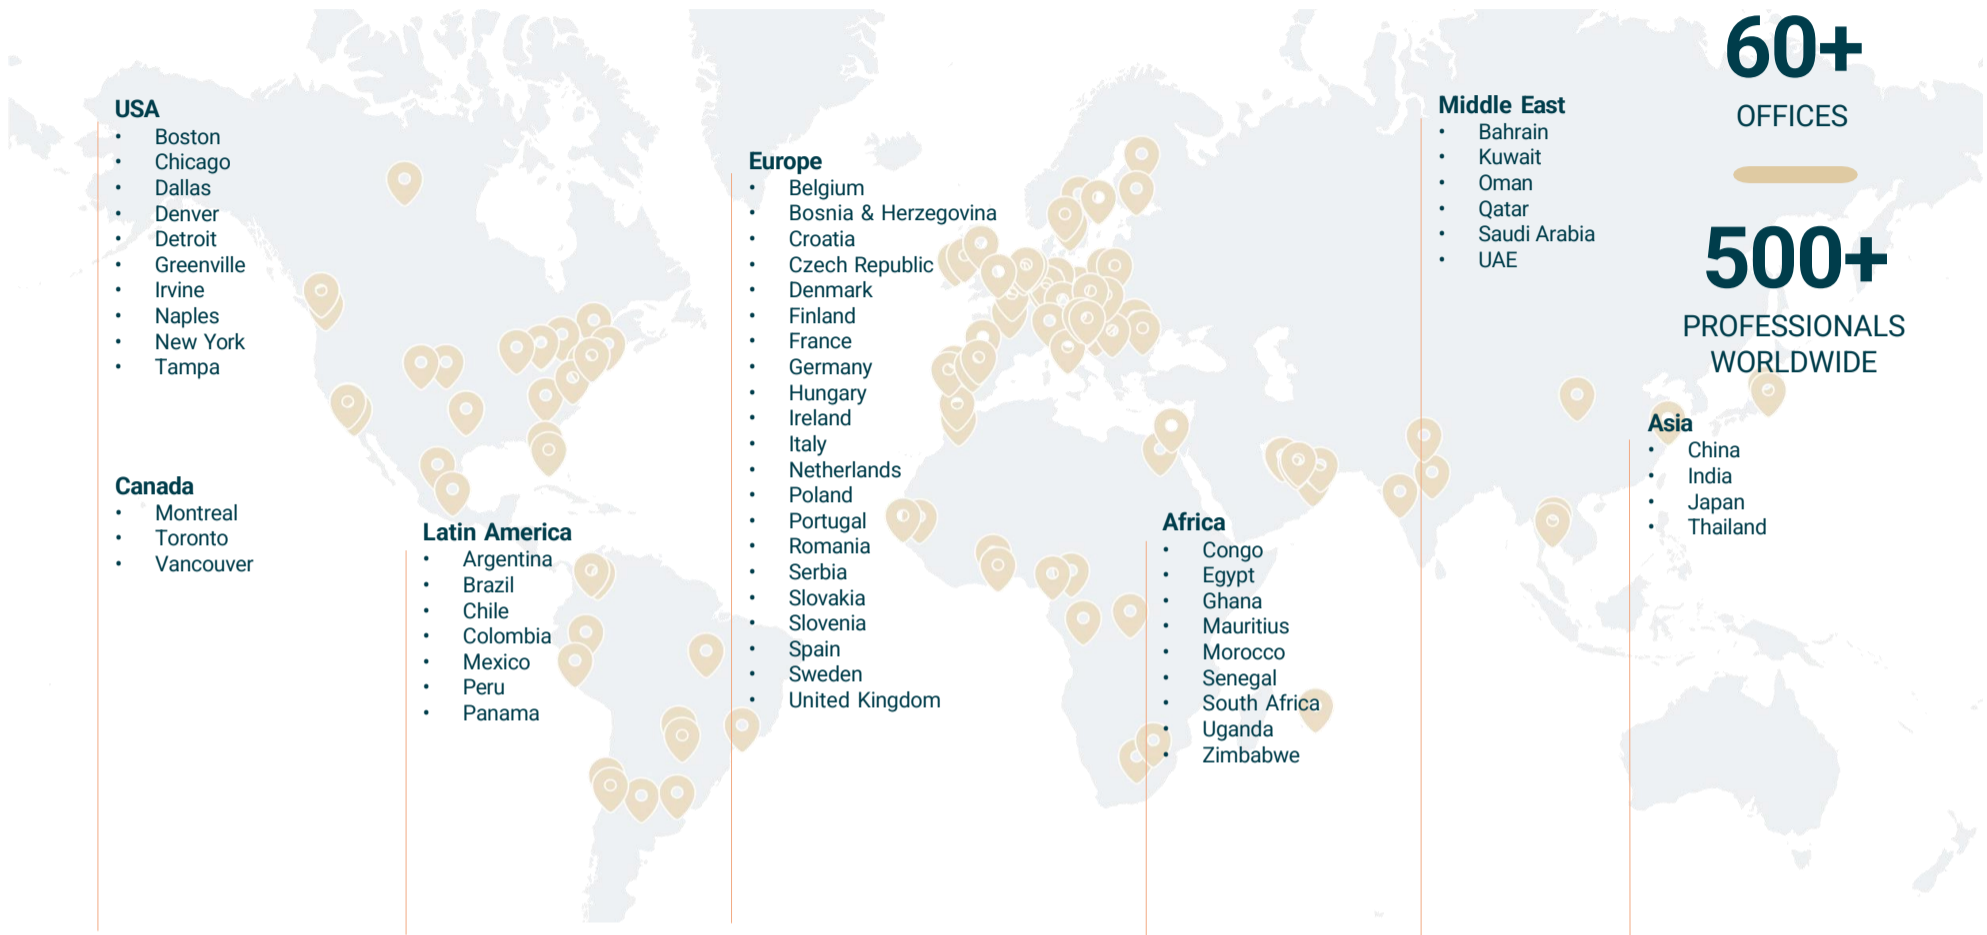 USA
• Boston
• Chicago
• Dallas
• Denver
• Detroit
• Greenville
• Irvine
• Naples
• New York
• Tampa
Canada
• Montreal
• Toronto
• Vancouver
Latin America
• Argentina
• Brazil
• Chile
• Colombia
• Mexico
• Peru
• Panama
Europe
• Belgium
• Bosnia & Herzegovina
• Croatia
• Czech Republic
• Denmark
• Finland
• France
• Germany
• Hungary
• Ireland
• Italy
• Netherlands
• Poland
• Portugal
• Romania
• Serbia
• Slovakia
• Slovenia
• Spain
• Sweden
• United Kingdom
Africa
• Congo
• Egypt
• Ghana
• Mauritius
• Morocco
• Senegal
• South Africa
• Uganda
• Zimbabwe
Middle East
• Bahrain
• Kuwait
• Oman
• Qatar
• Saudi Arabia
• UAE
Asia
• China
• India
• Japan
• Thailand
60+
OFFICES
500+
PROFESSIONALS
WORLDWIDE